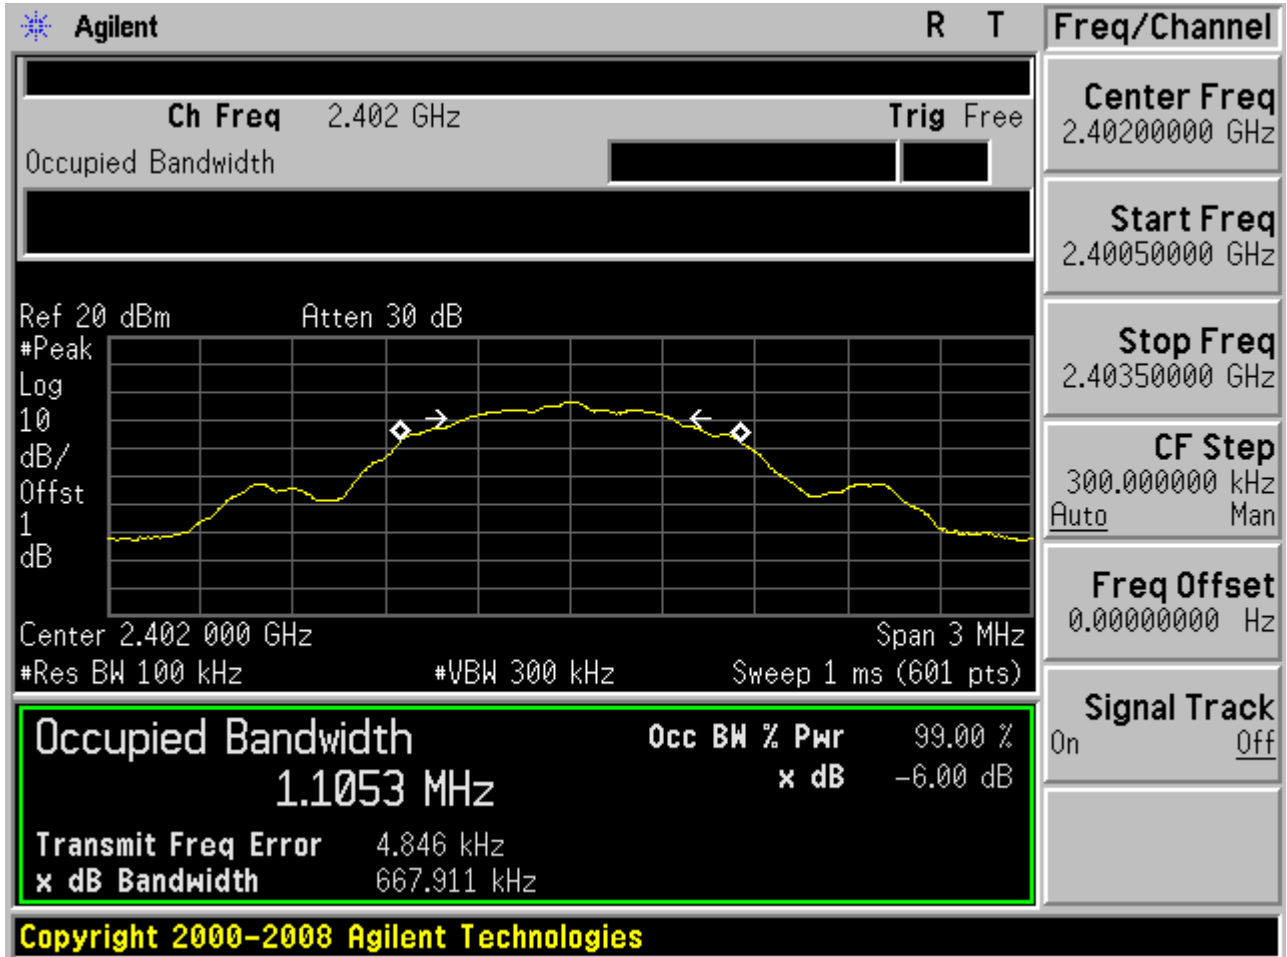 Agilent R T Freq/Channel
Ch Freq 2.402 GHz Trig Free
Occupied Bandwidth
Center Freq
2.40200000 GHz
Start Freq
2.40050000 GHz
Stop Freq
2.40350000 GHz
CF Step
300.000000 kHz
Auto Man
Freq Offset
0.00000000 Hz
Signal Track
On Off
Ref 20 dBm Atten 30 dB
#Peak
Log
10
dB/
Offst
1
dB
Center 2.402 000 GHz Span 3 MHz
#Res BW 100 kHz #VBW 300 kHz Sweep 1 ms (601 pts)
Occupied Bandwidth
1.1053 MHz
Occ BW % Pwr 99.00 %
x dB -6.00 dB
Transmit Freq Error 4.846 kHz
x dB Bandwidth 667.911 kHz
Copyright 2000-2008 Agilent Technologies